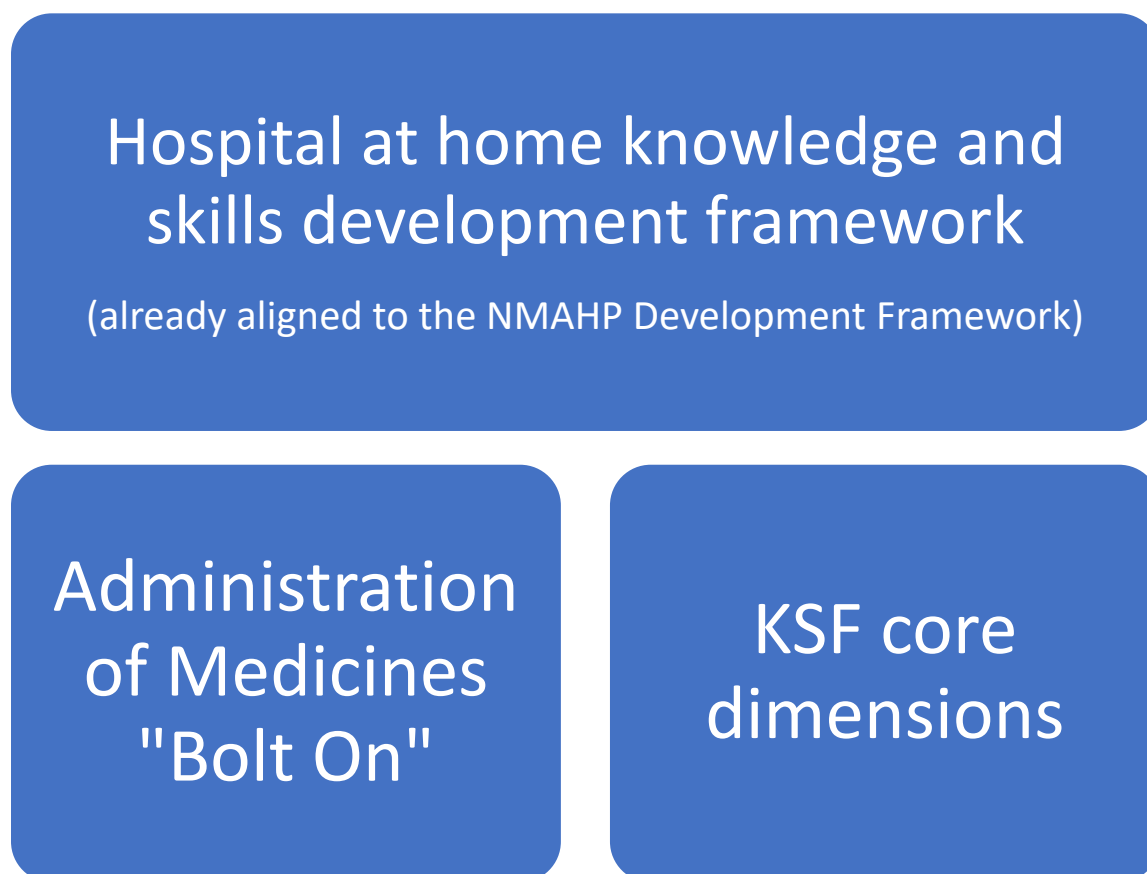 Hospital at home knowledge and
skills development framework
(already aligned to the NMAHP Development Framework)
Administration
of Medicines
"Bolt On"
KSF core
dimensions